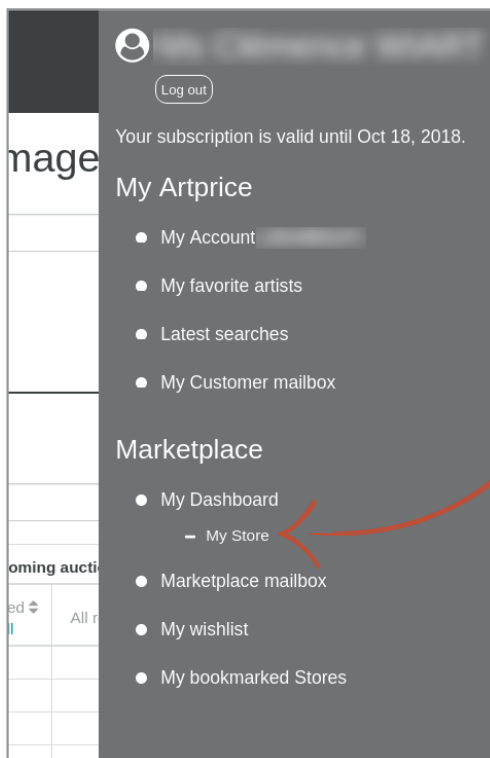 Log out
Your subscription is valid until Oct 18, 2018.
mage
My Artprice
My Account
My favorite artists
Latest searches
My Customer mailbox
Marketplace
My Dashboard
My Store
oming aucti
Marketplace mailbox
ed
All r
ll
My wishlist
My bookmarked Stores